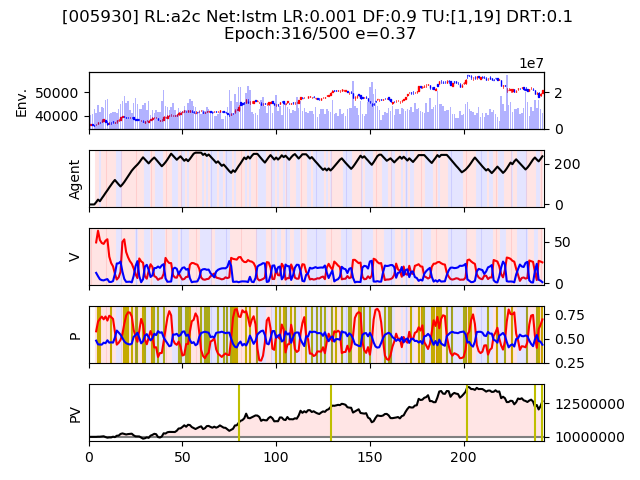 [005930] RL:a2c Net:lstm LR:0.001 DF:0.9 TU:[1,19] DRT:0.1
Epoch:316/500 e=0.37
1e7
Env.
50000
40000
2
0
Agent
200
0
V
50
0
P
0.75
0.50
0.25
PV
12500000
10000000
0
50
100
150
200